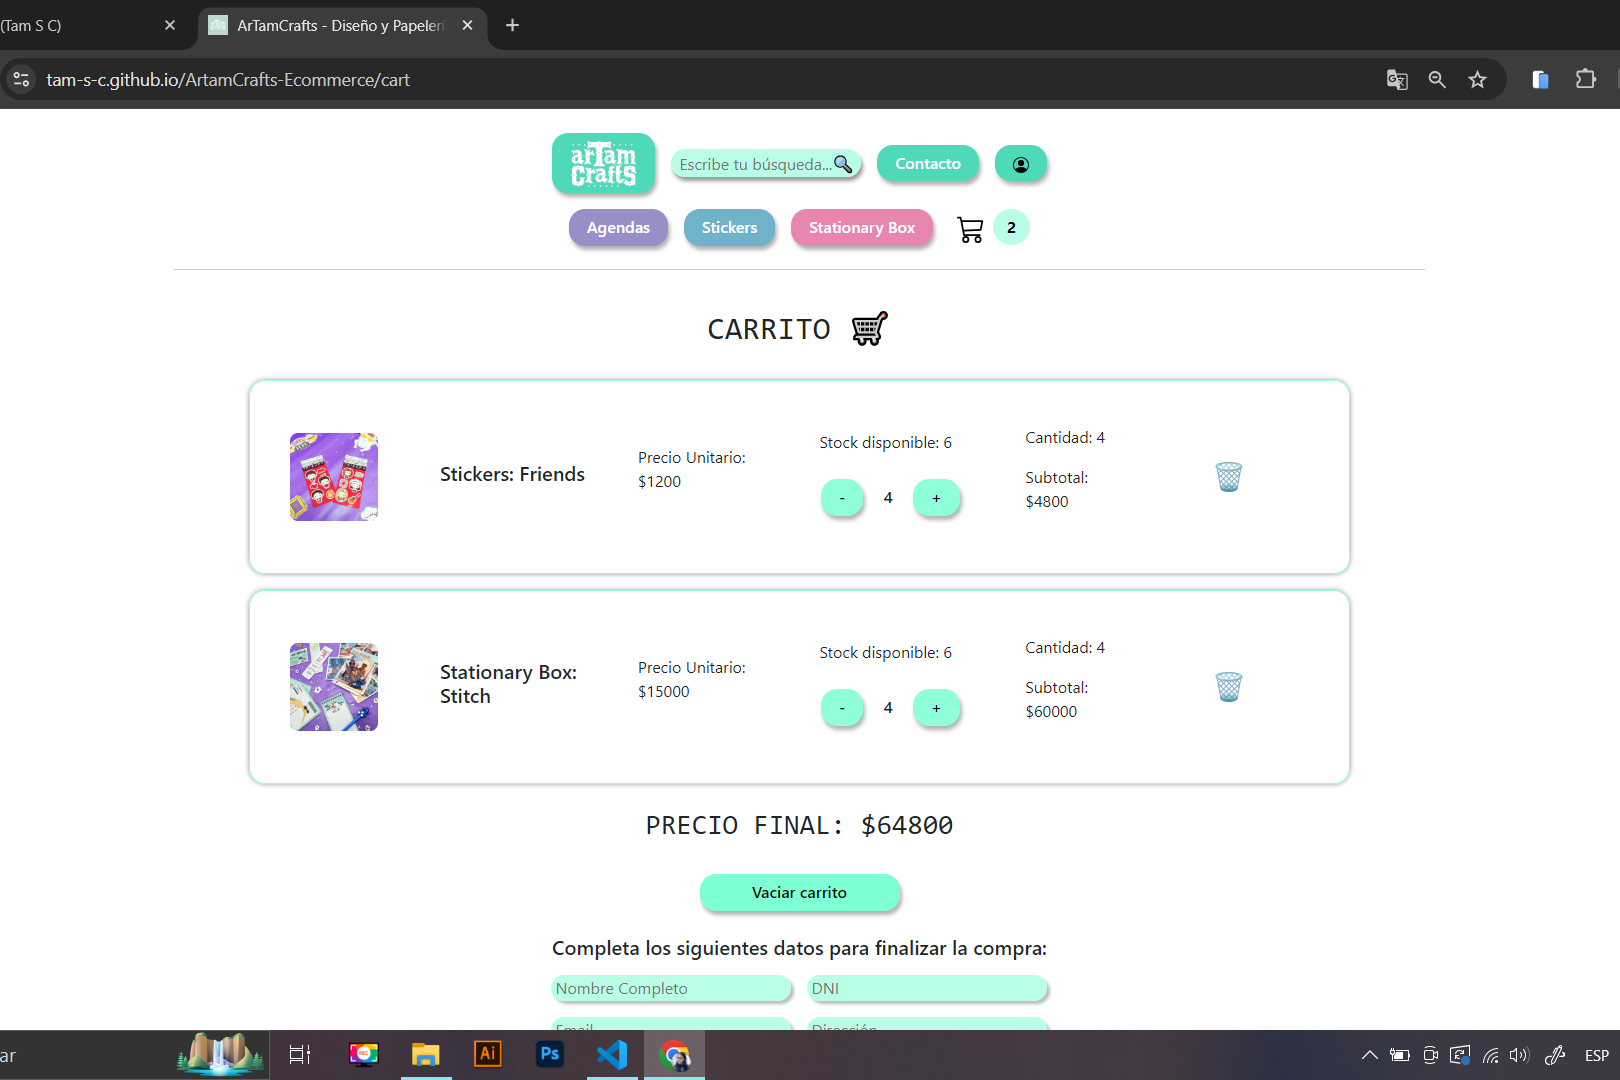 (Tam S C)
ArTamCrafts - Diseño y Papelerí
tam-s-c.github.io/ArtamCrafts-Ecommerce/cart
arTam
Crafts
Escribe tu búsqueda...
Contacto
Agendas
Stickers
Stationary Box
2
CARRITO
Stickers: Friends
Precio Unitario:
$1200
Stock disponible: 6
- 4 +
Cantidad: 4
Subtotal:
$4800
Stationary Box:
Stitch
Precio Unitario:
$15000
Stock disponible: 6
- 4 +
Cantidad: 4
Subtotal:
$60000
PRECIO FINAL: $64800
Vaciar carrito
Completa los siguientes datos para finalizar la compra:
Nombre Completo
DNI
Email
Dirección
ar
Ai
Ps
ESP